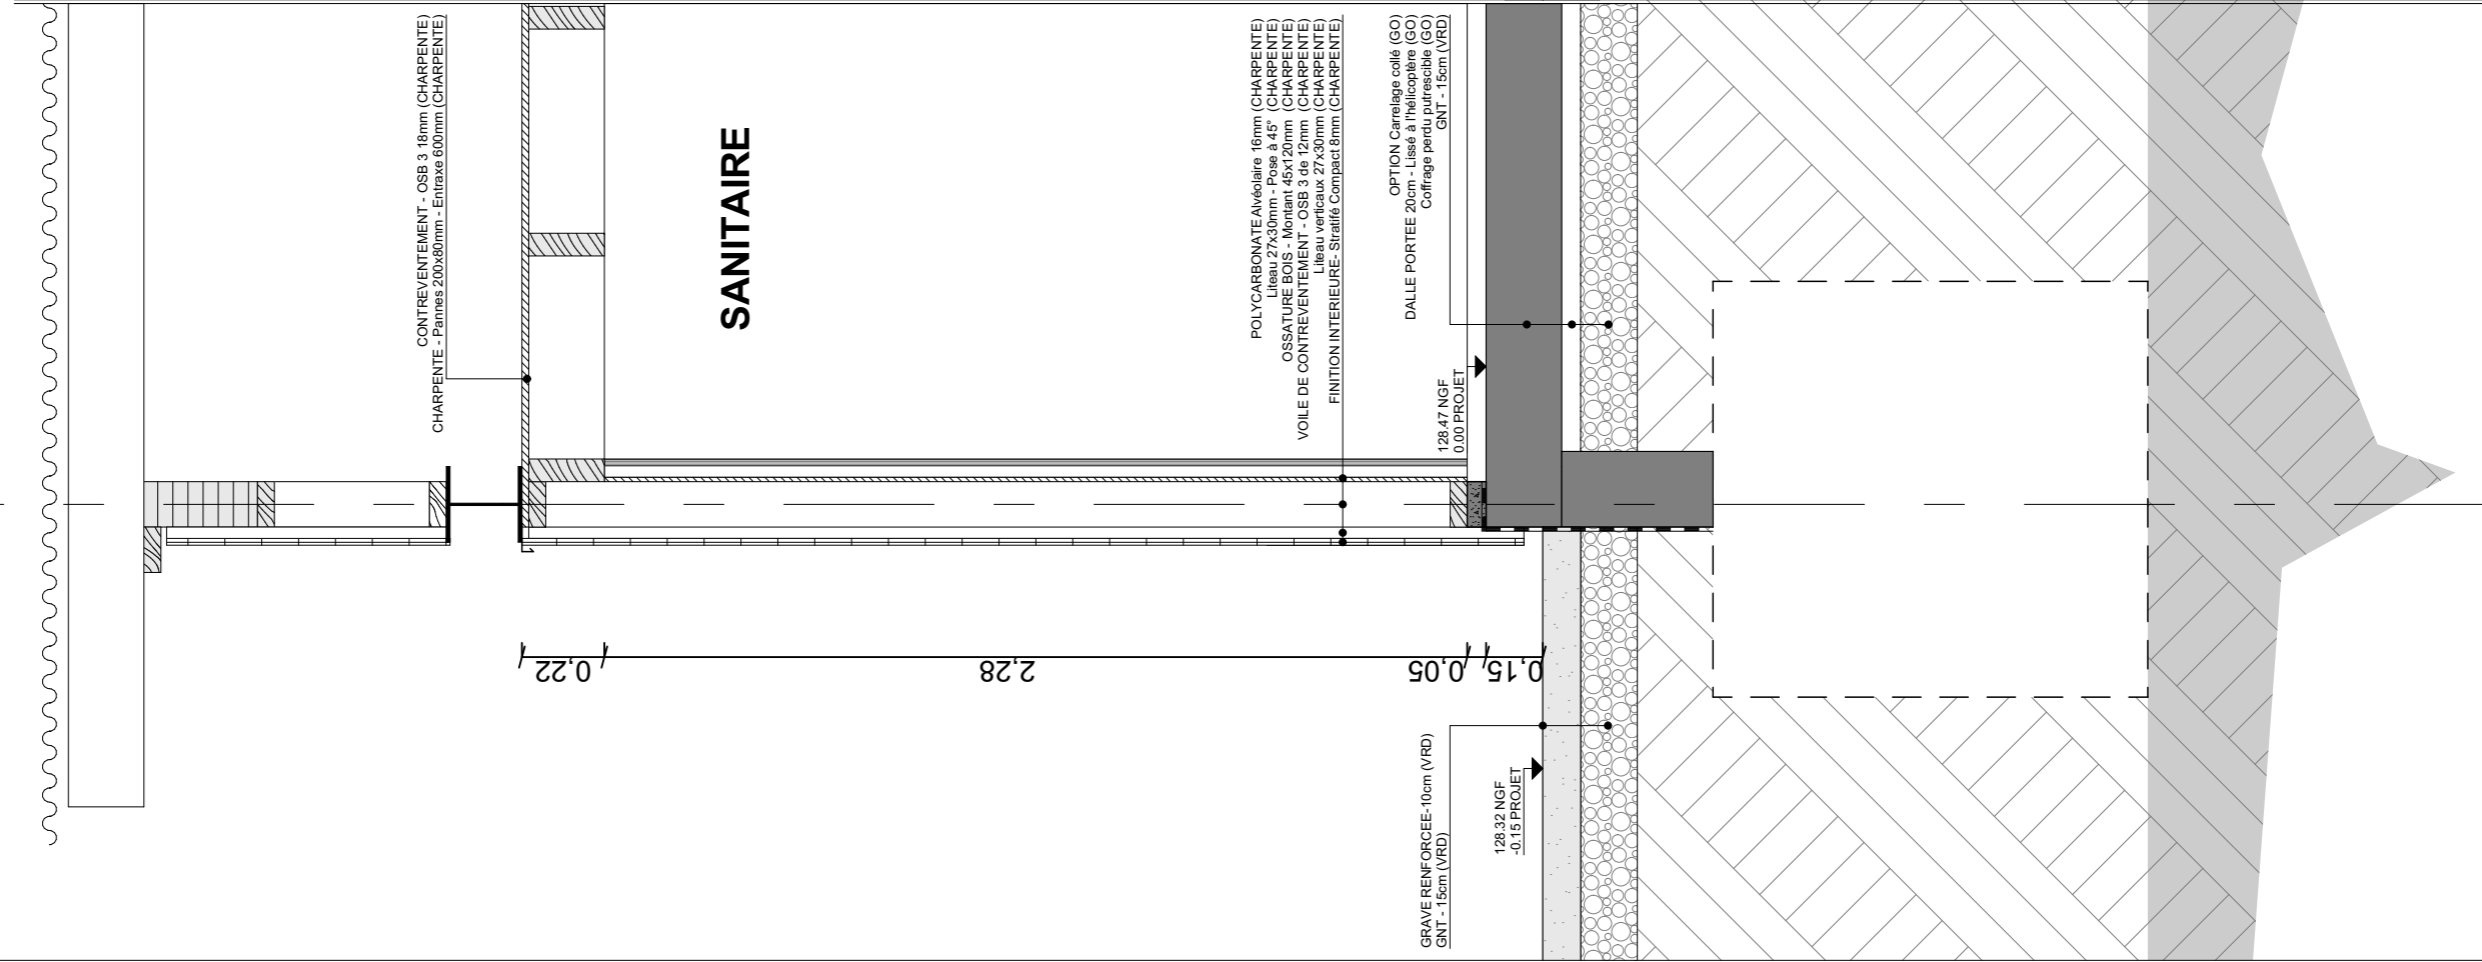 CONTREVENTEMENT - OSB 3 18mm (CHARPENTE)
CHARPENTE - Pannes 200x80mm - Entraxe 600mm (CHARPENTE)
SANITAIRE
POLYCARBONATE Alvéolaire 16mm (CHARPENTE)
Liteau 27x30mm - Pose à 45° (CHARPENTE)
OSSATURE BOIS - Montant 45x120mm (CHARPENTE)
VOILE DE CONTREVENTEMENT - OSB 3 de 12mm (CHARPENTE)
Liteau verticaux 27x30mm (CHARPENTE)
FINITION INTERIEURE- Stratifé Compact 8mm (CHARPENTE)
OPTION Carrelage collé (GO)
DALLE PORTEE 20cm - Lissé à l'hélicoptère (GO)
Coffrage perdu putrescible (GO)
GNT - 15cm (VRD)
128.47 NGF
0.00 PROJET
0,22
2,28
0,05
0,15
GRAVE RENFORCEE-10cm (VRD)
GNT - 15cm (VRD)
128.32 NGF
-0.15 PROJET